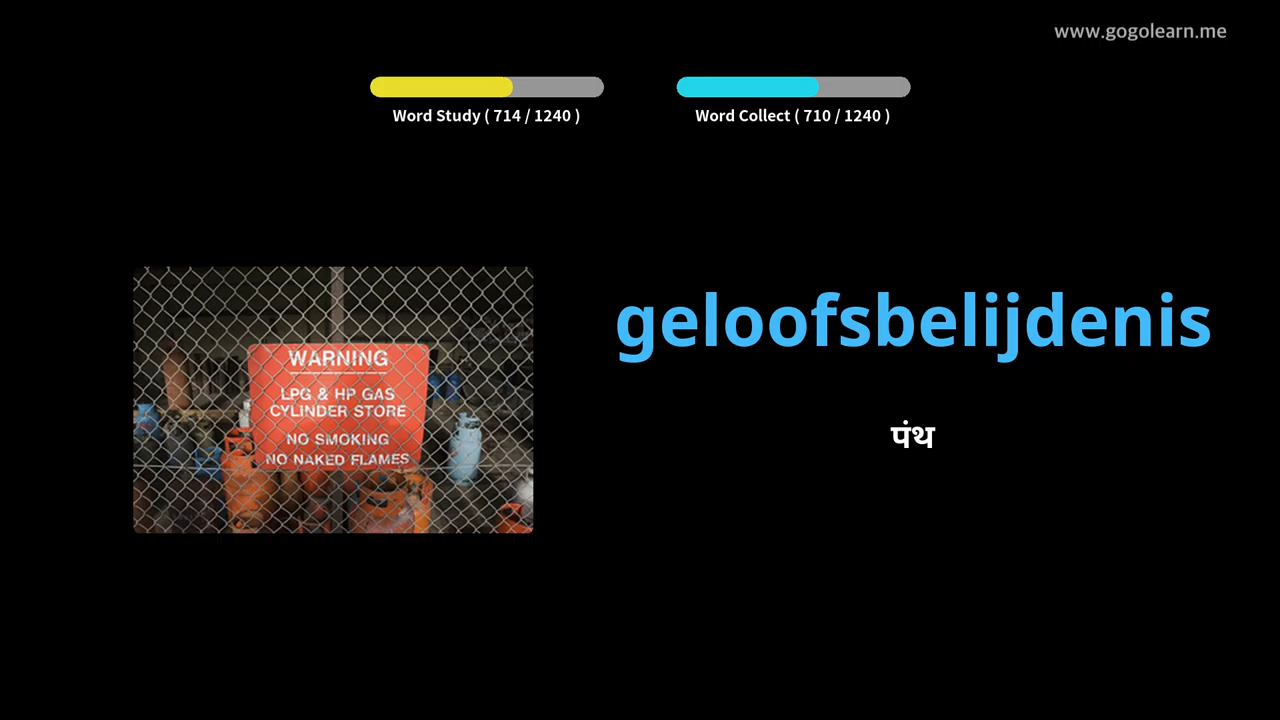 www.gogolearn.me
Word Study ( 714 / 1240 )
Word Collect ( 710 / 1240 )
WARNING
LPG & HP GAS
CYLINDER STORE
NO SMOKING
NO NAKED FLAMES
geloofsbelijdenis
पंथ